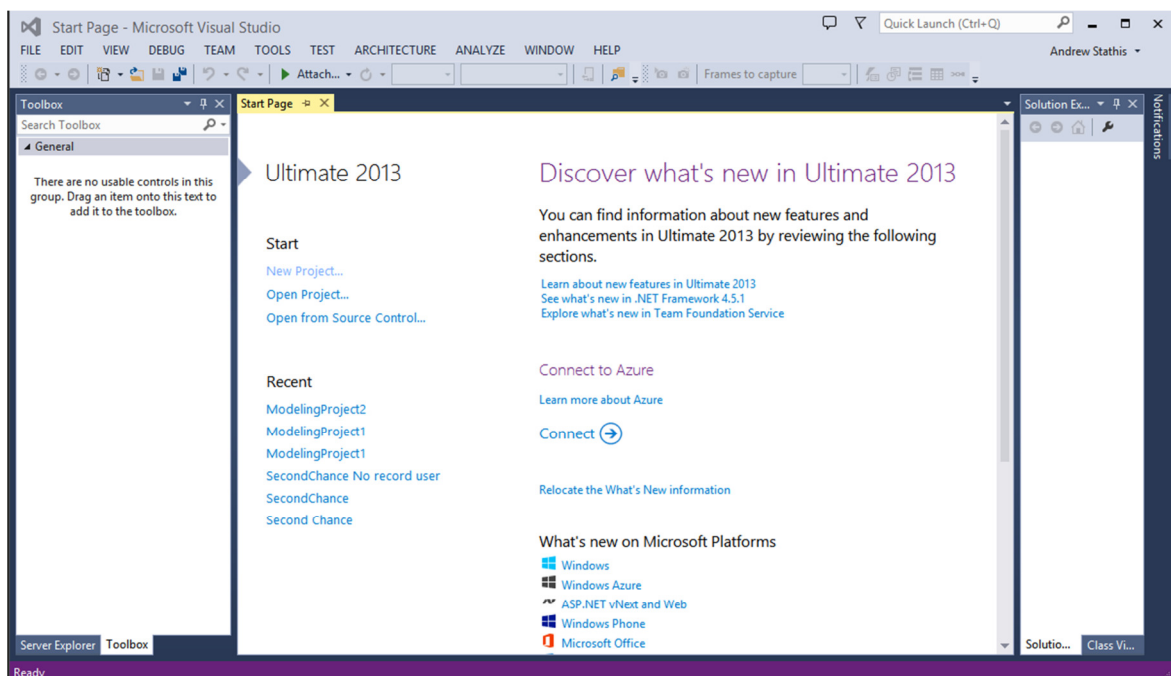 Start Page - Microsoft Visual Studio
Quick Launch (Ctrl+Q)
FILE EDIT VIEW DEBUG TEAM TOOLS TEST ARCHITECTURE ANALYZE WINDOW HELP
Andrew Stathis
Attach...
Frames to capture
Toolbox
Search Toolbox
General
There are no usable controls in this
group. Drag an item onto this text to
add it to the toolbox.
Server Explorer Toolbox
Start Page
Ultimate 2013
Start
New Project...
Open Project...
Open from Source Control...
Recent
ModelingProject2
ModelingProject1
ModelingProject1
SecondChance No record user
SecondChance
Second Chance
Discover what's new in Ultimate 2013
You can find information about new features and
enhancements in Ultimate 2013 by reviewing the following
sections.
Learn about new features in Ultimate 2013
See what's new in .NET Framework 4.5.1
Explore what's new in Team Foundation Service
Connect to Azure
Learn more about Azure
Connect
Relocate the What's New information
What's new on Microsoft Platforms
Windows
Windows Azure
ASP.NET vNext and Web
Windows Phone
Microsoft Office
Solution Ex...
Solutio... Class Vi...
Notifications
Ready